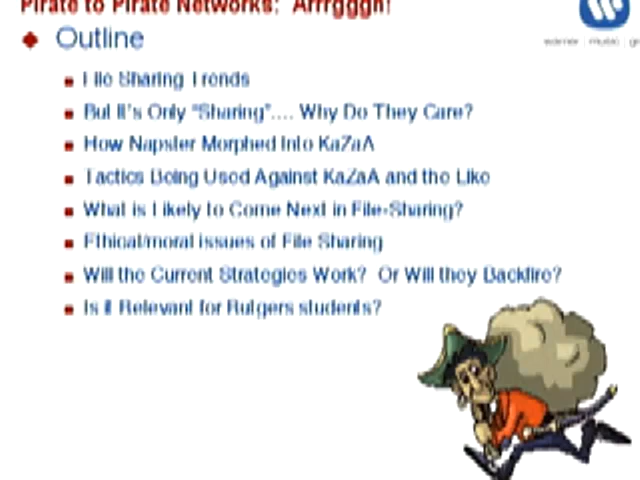 Pirate to Pirate Networks: Arrrgggh!
Outline
File Sharing Trends
But It's Only "Sharing".... Why Do They Care?
How Napster Morphed Into KaZaA
Tactics Being Used Against KaZaA and the Like
What is Likely to Come Next in File-Sharing?
Ethical/moral issues of File Sharing
Will the Current Strategies Work? Or Will they Backfire?
Is it Relevant for Rutgers students?
warner music gr